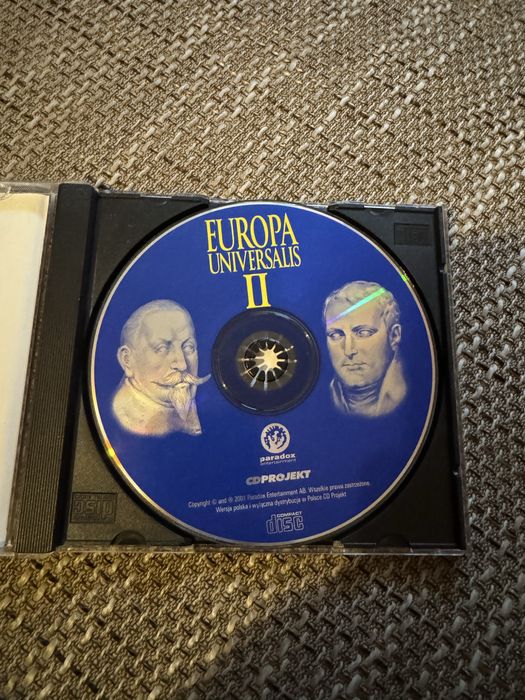 EUROPA
UNIVERSALIS
II
paradox
entertainment
CDPROJEKT
Copyright © and ℗ 2001 Paradox Entertainment AB. Wszelkie prawa zastrzeżone.
Wersja polska i wyłączna dystrybucja w Polsce CD Projekt
COMPACT
disc